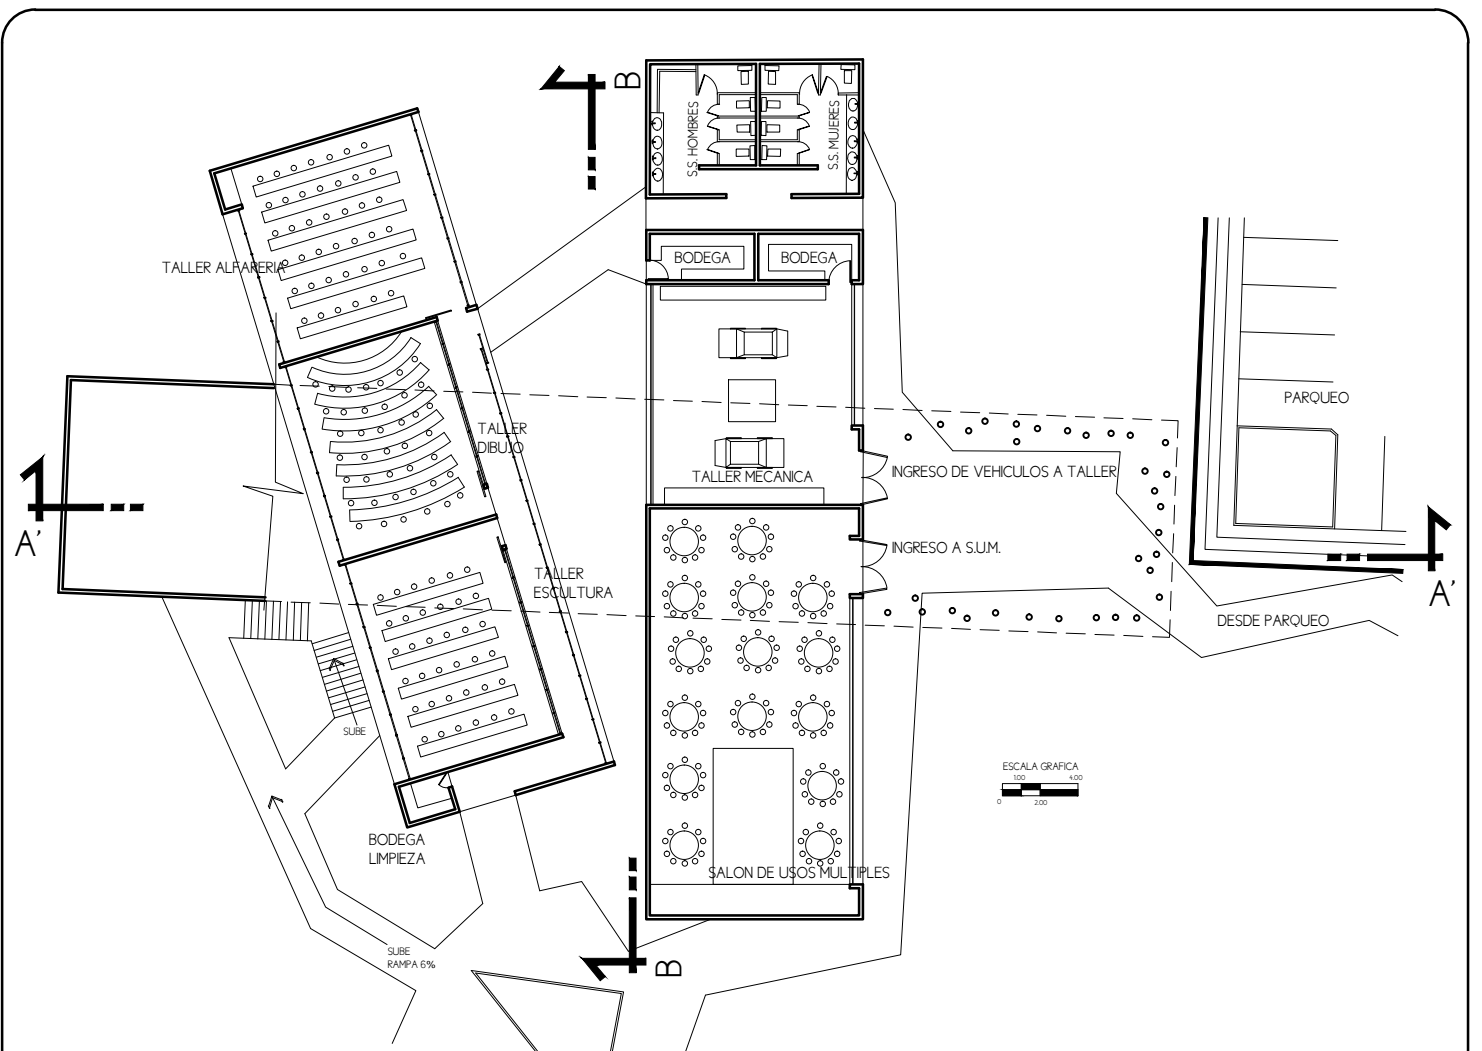 B
S.S. HOMBRES
S.S. MUJERES
BODEGA
BODEGA
TALLER ALFARERIA
PARQUEO
TALLER
DIBUJO
TALLER MECANICA
INGRESO DE VEHICULOS A TALLER
A'
INGRESO A S.U.M.
TALLER
ESCULTURA
A'
DESDE PARQUEO
SUBE
ESCALA GRAFICA
1.00
4.00
0
2.00
BODEGA
LIMPIEZA
SALON DE USOS MULTIPLES
SUBE
RAMPA 6%
B